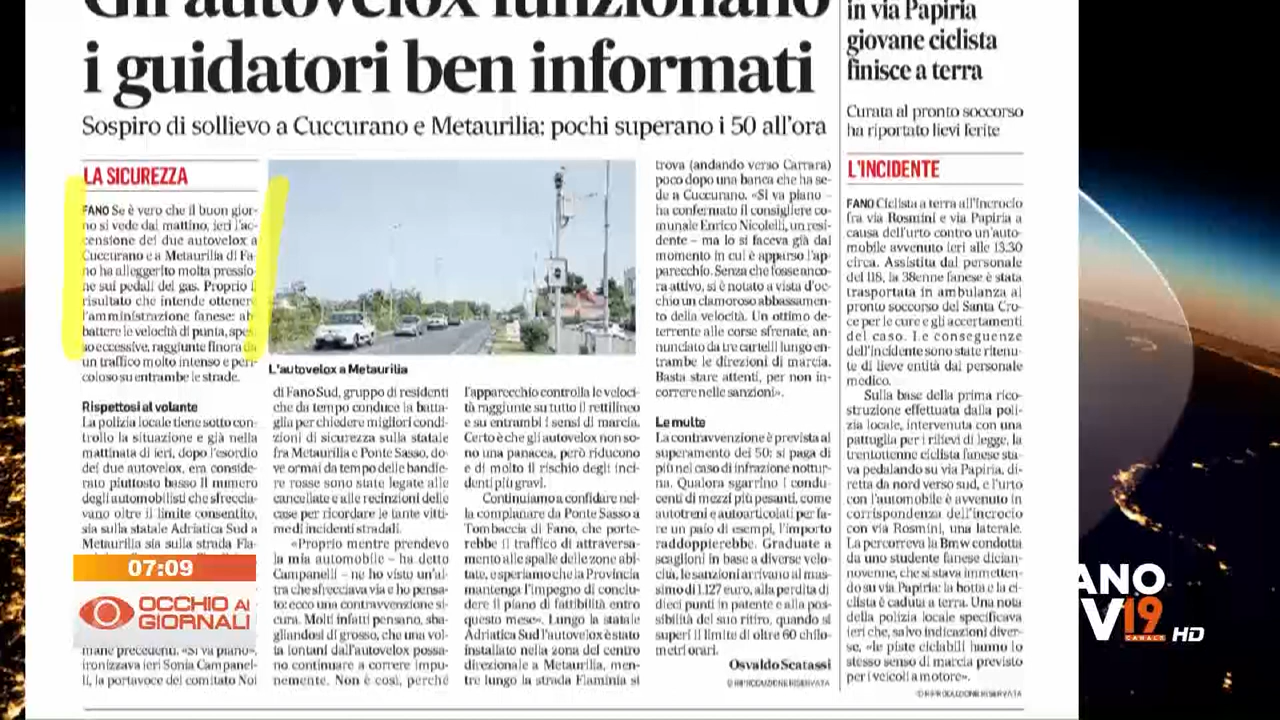 Gli autovelox funzionano
i guidatori ben informati
Sospiro di sollievo a Cuccurano e Metaurilia: pochi superano i 50 all'ora
LA SICUREZZA
FANO Se è vero che il buon gior-
no si vede dal mattino, ieri l'ac-
censione dei due autovelox a
Cuccurano e a Metaurilia di Fa-
no ha alleggerito molta pressio-
ne sui pedali del gas. Proprio il
risultato che intende ottenere
l'amministrazione fanese: ab-
battere le velocità di punta, spes-
so eccessive, raggiunte finora da
un traffico molto intenso e peri-
coloso su entrambe le strade.
Rispettosi al volante
La polizia locale tiene sotto con-
trollo la situazione e già nella
mattinata di ieri, dopo l'esordio
dei due autovelox, era conside-
rato piuttosto basso il numero
degli automobilisti che sfreccia-
vano oltre il limite consentito,
sia sulla statale Adriatica Sud a
Metaurilia sia sulla strada Fla-
mane precedenti. «Si va piano»,
ironizzava ieri Sonia Campanel-
li, la portavoce del comitato Noi
L'autovelox a Metaurilia
di Fano Sud, gruppo di residenti
che da tempo conduce la batta-
glia per chiedere migliori condi-
zioni di sicurezza sulla statale
fra Metaurilia e Ponte Sasso, do-
ve ormai da tempo delle bandie-
re rosse sono state legate alle
cancellate e alle recinzioni delle
case per ricordare le tante vitti-
me di incidenti stradali.
«Proprio mentre prendevo
la mia automobile – ha detto
Campanelli – ne ho visto un'al-
tra che sfrecciava via e ho pensa-
to: ecco una contravvenzione si-
cura. Molti infatti pensano, sba-
gliandosi di grosso, che una vol-
ta lontani dall'autovelox possa-
no continuare a correre impu-
nemente. Non è così, perché
l'apparecchio controlla le veloci-
tà raggiunte su tutto il rettilineo
e su entrambi i sensi di marcia.
Certo è che gli autovelox non so-
no una panacea, però riducono
e di molto il rischio degli inci-
denti più gravi.
Continuiamo a confidare nel-
la complanare da Ponte Sasso a
Tombaccia di Fano, che porte-
rebbe il traffico di attraversa-
mento alle spalle delle zone abi-
tate, e speriamo che la Provincia
mantenga l'impegno di conclu-
dere il piano di fattibilità entro
questo mese». Lungo la statale
Adriatica Sud l'autovelox è stato
installato nella zona del centro
direzionale a Metaurilia, men-
tre lungo la strada Flaminia si
trova (andando verso Carrara)
poco dopo una banca che ha se-
de a Cuccurano. «Si va piano –
ha confermato il consigliere co-
munale Enrico Nicolelli, un resi-
dente – ma lo si faceva già dal
momento in cui è apparso l'ap-
parecchio. Senza che fosse anco-
ra attivo, si è notato a vista d'oc-
chio un clamoroso abbassamen-
to della velocità. Un ottimo de-
terrente alle corse sfrenate, an-
nunciato da tre cartelli lungo en-
trambe le direzioni di marcia.
Basta stare attenti, per non in-
correre nelle sanzioni».
Le multe
La contravvenzione è prevista al
superamento dei 50; si paga di
più nel caso di infrazione nottur-
na. Qualora sgarrino i condu-
centi di mezzi più pesanti, come
autotreni e autoarticolati per fa-
re un paio di esempi, l'importo
raddoppierebbe. Graduate a
scaglioni in base a diverse velo-
cità, le sanzioni arrivano al mas-
simo di 1.127 euro, alla perdita di
dieci punti in patente e alla pos-
sibilità del suo ritiro, quando si
superi il limite di oltre 60 chilo-
metri orari.
Osvaldo Scatassi
©RIPRODUZIONE RISERVATA
in via Papiria
giovane ciclista
finisce a terra
Curata al pronto soccorso
ha riportato lievi ferite
L'INCIDENTE
FANO Ciclista a terra all'incrocio
fra via Rosmini e via Papiria a
causa dell'urto contro un'auto-
mobile avvenuto ieri alle 13.30
circa. Assistita dal personale
del 118, la 38enne fanese è stata
trasportata in ambulanza al
pronto soccorso del Santa Cro-
ce per le cure e gli accertamenti
del caso. Le conseguenze
dell'incidente sono state ritenu-
te di lieve entità dal personale
medico.
Sulla base della prima rico-
struzione effettuata dalla poli-
zia locale, intervenuta con una
pattuglia per i rilievi di legge, la
trentottenne ciclista fanese sta-
va pedalando su via Papiria, di-
retta da nord verso sud, e l'urto
con l'automobile è avvenuto in
corrispondenza dell'incrocio
con via Rosmini, una laterale.
La percorreva la Bmw condotta
da uno studente fanese dician-
novenne, che si stava immetten-
do su via Papiria: la botta e la ci-
clista è caduta a terra. Una nota
della polizia locale specificava
ieri che, salvo indicazioni diver-
se, «le piste ciclabili hanno lo
stesso senso di marcia previsto
per i veicoli a motore».
©RIPRODUZIONE RISERVATA
07:09
OCCHIO AI
GIORNALI
ANO
V19
CANALE
HD